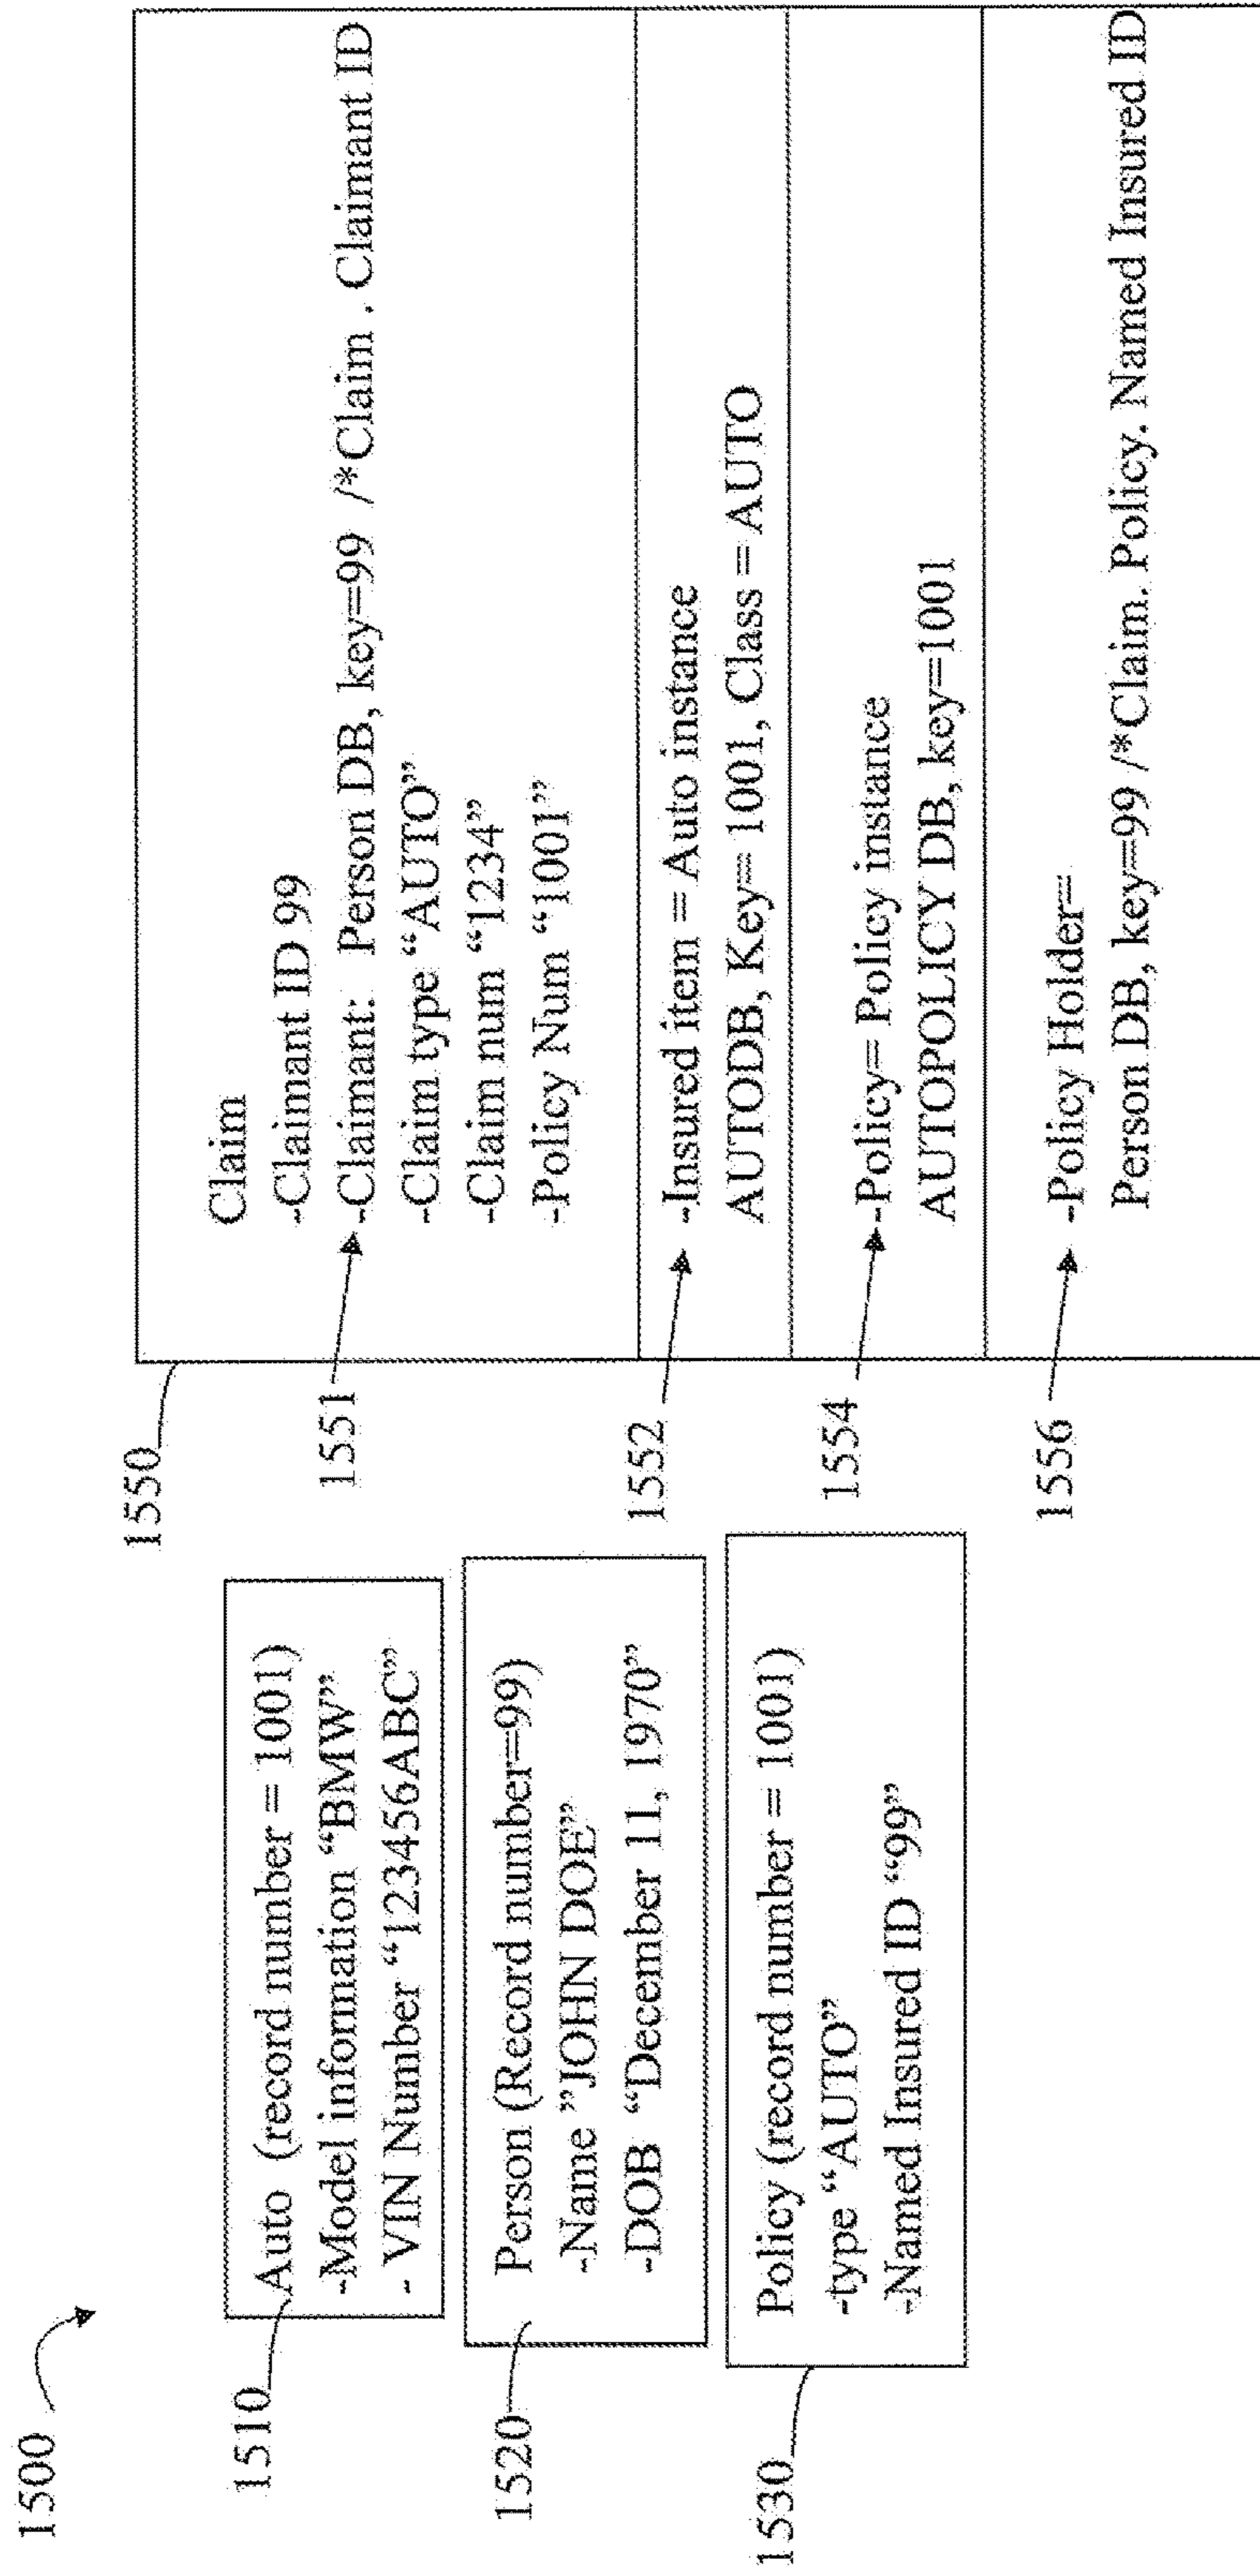 1500
1510
Auto (record number = 1001)
-Model information “BMW”
- VIN Number “123456ABC”
1520
Person (Record number=99)
-Name ”JOHN DOE”
-DOB “December 11, 1970”
1530
Policy (record number = 1001)
-type “AUTO”
-Named Insured ID “99”
1550
Claim
-Claimant ID 99
1551
-Claimant: Person DB, key=99 /*Claim . Claimant ID
-Claim type “AUTO”
-Claim num “1234”
-Policy Num “1001”
1552
-Insured item = Auto instance
AUTODB, Key= 1001, Class = AUTO
1554
-Policy= Policy instance
AUTOPOLICY DB, key=1001
1556
-Policy Holder=
Person DB, key=99 /*Claim. Policy. Named Insured ID